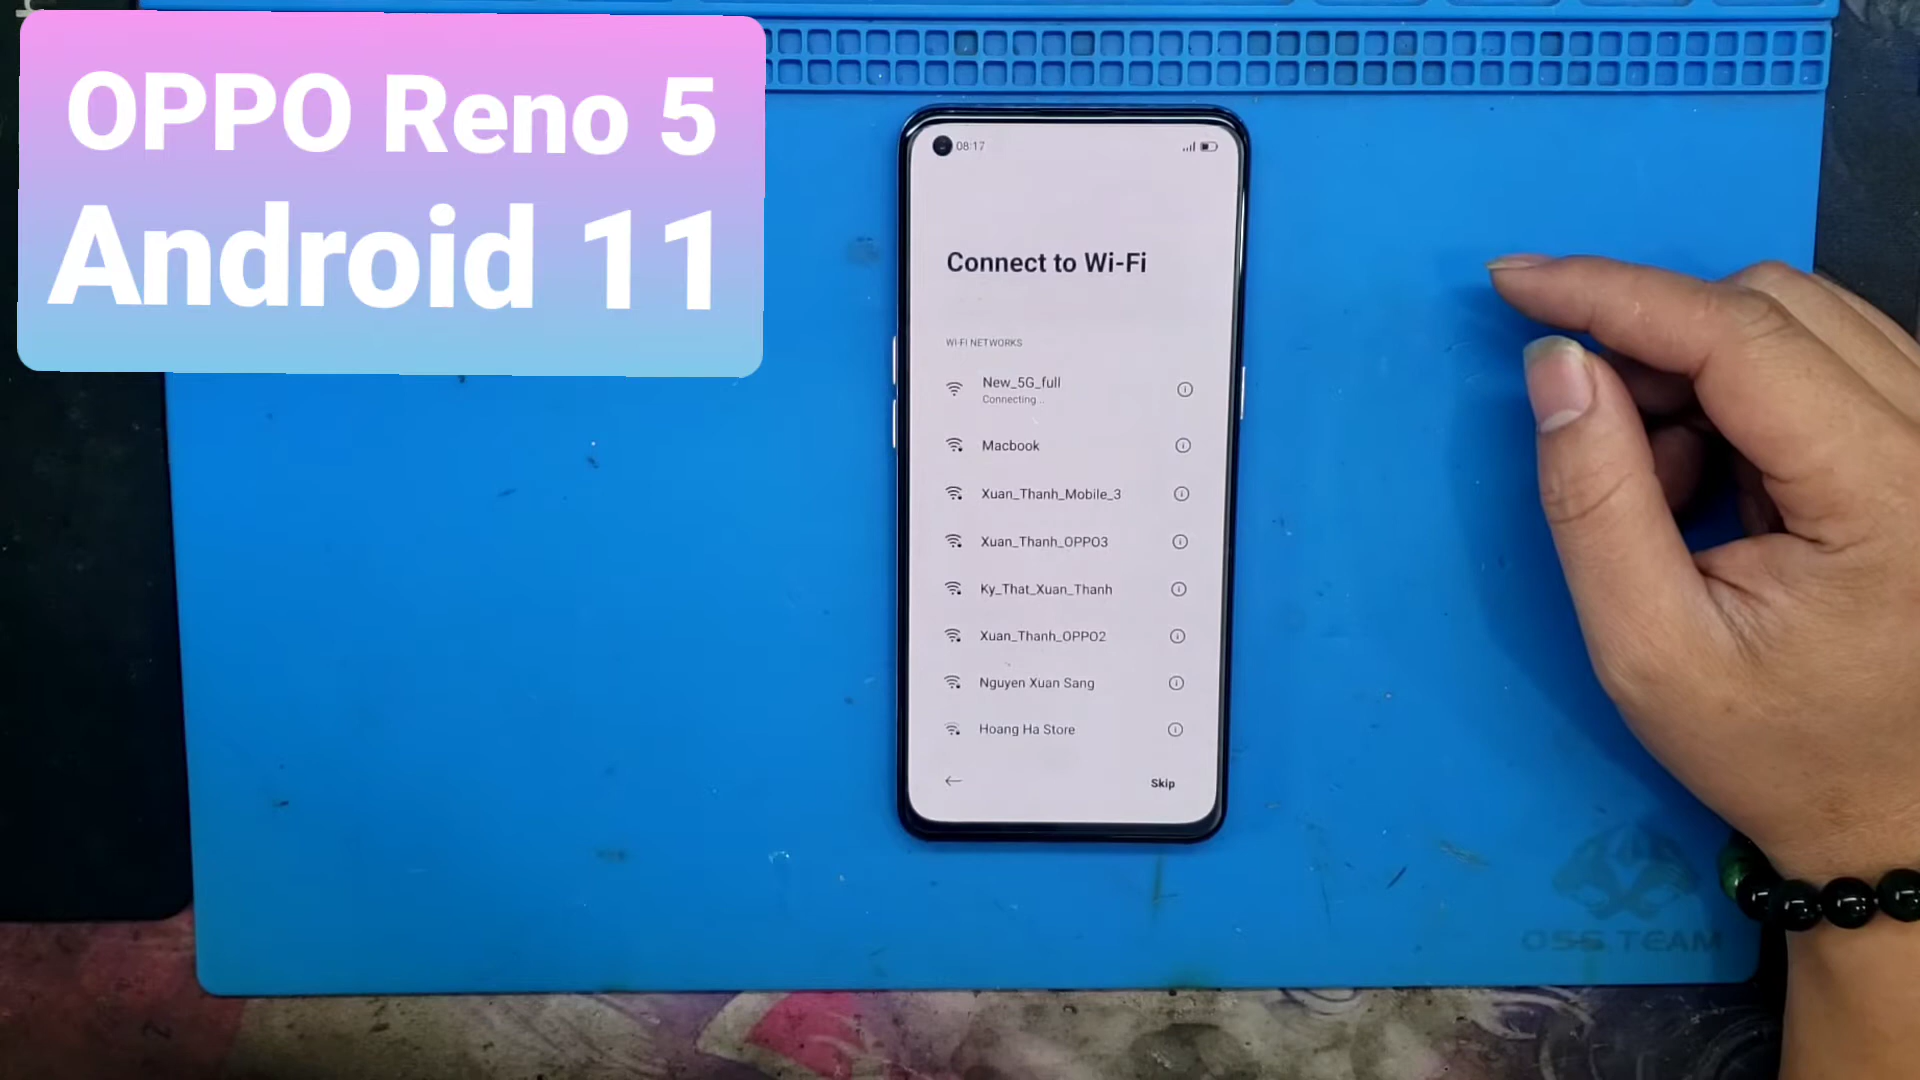 OPPO Reno 5
Android 11
08:17
Connect to Wi-Fi
WI-FI NETWORKS
New_5G_full
Connecting...
Macbook
Xuan_Thanh_Mobile_3
Xuan_Thanh_OPPO3
Ky_That_Xuan_Thanh
Xuan_Thanh_OPPO2
Nguyen Xuan Sang
Hoang Ha Store
Skip
OSS TEAM